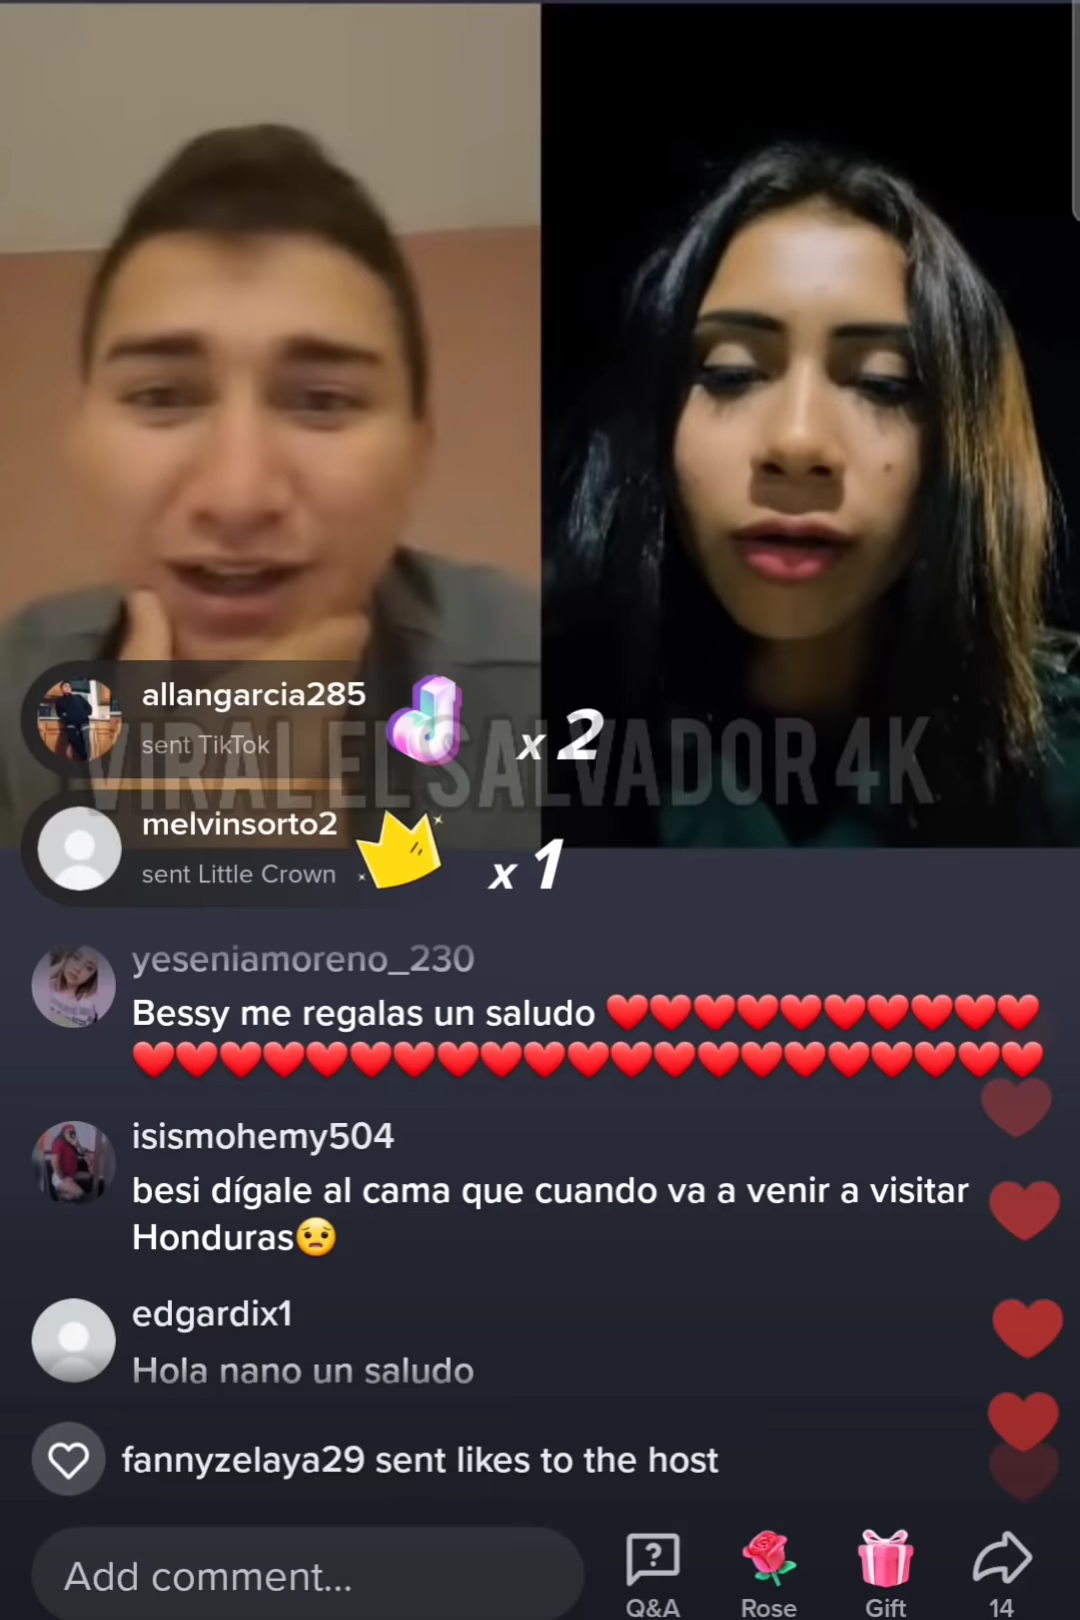 allangarcia285
sent TikTok
x 2
VIRAL EL SALVADOR 4K
melvinsorto2
sent Little Crown
x 1
yeseniamoreno_230
Bessy me regalas un saludo ❤️❤️❤️❤️❤️❤️❤️❤️❤️❤️
❤️❤️❤️❤️❤️❤️❤️❤️❤️❤️❤️❤️❤️❤️❤️❤️❤️❤️❤️❤️❤️
isismohemy504
besi dígale al cama que cuando va a venir a visitar
Honduras😟
edgardix1
Hola nano un saludo
fannyzelaya29 sent likes to the host
Add comment...
Q&A
Rose
Gift
14